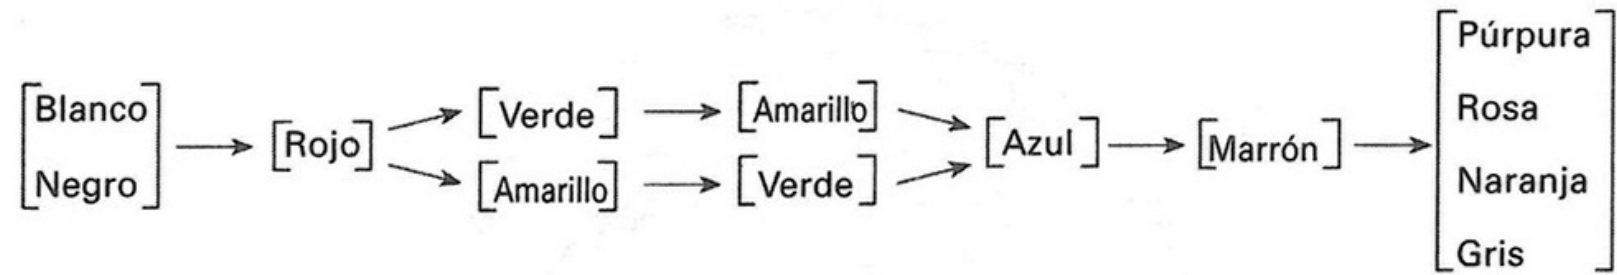 Blanco
Negro
Rojo
Verde
Amarillo
Amarillo
Verde
Azul
Marrón
Púrpura
Rosa
Naranja
Gris